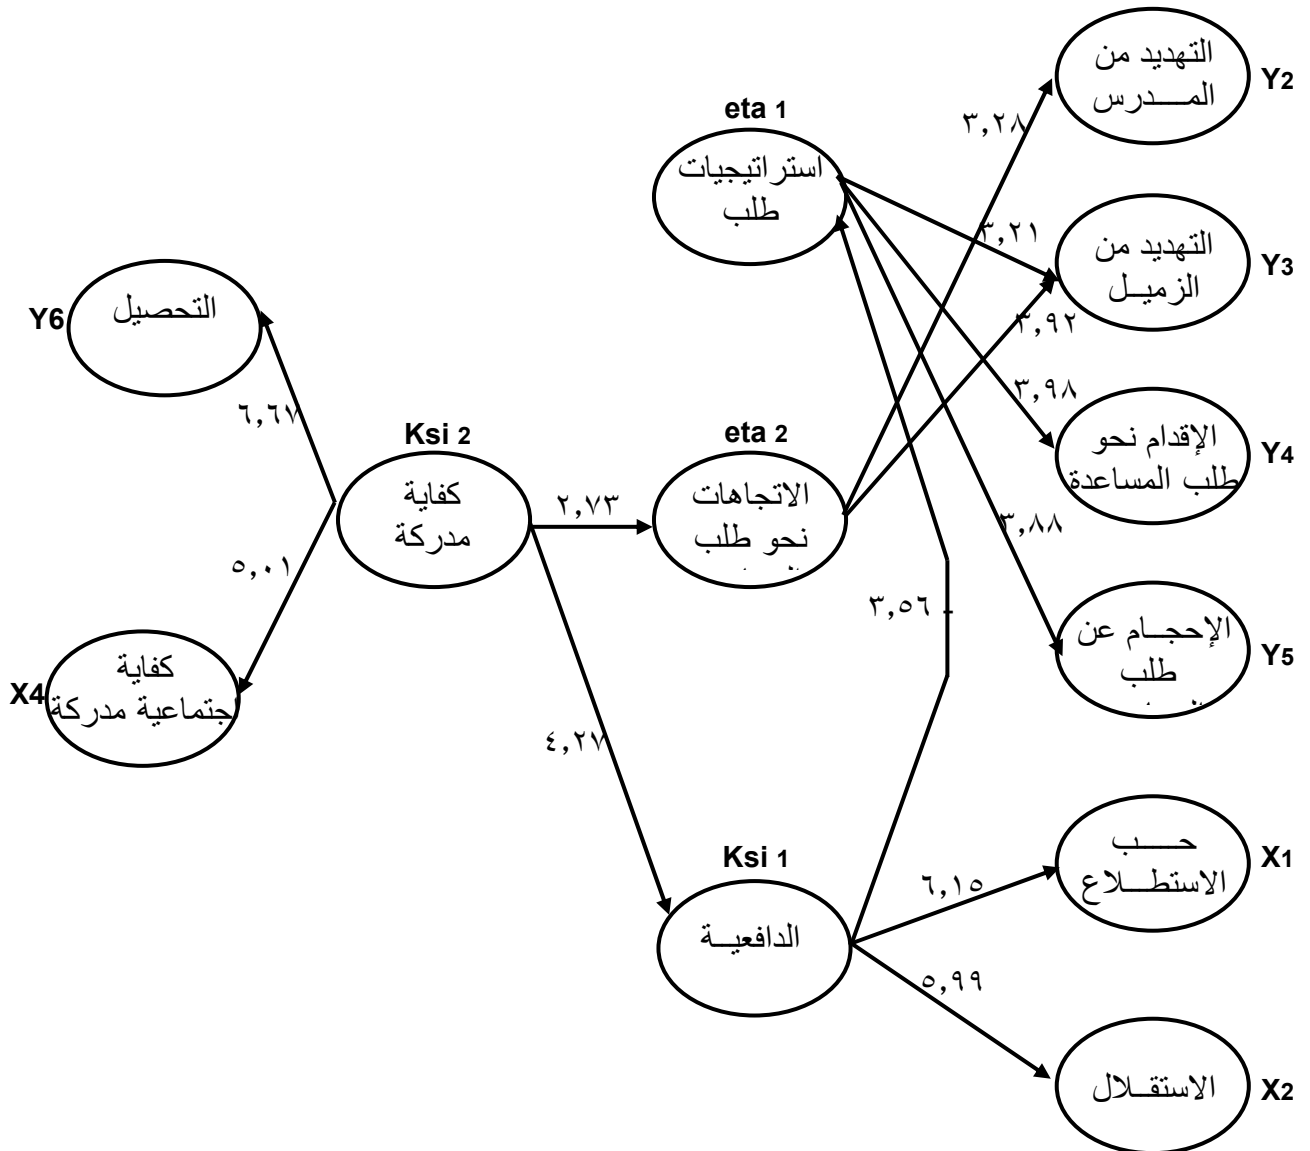 التهديد من
المــــدرس
Y2
eta 1
٣,٢٨
استراتيجيات
طلب
٣,٢١
التهديد من
الزميــل
Y3
Y6
التحصيل
٣,٩٢
٦,٦٧
٣,٩٨
Ksi 2
eta 2
الإقدام نحو
طلب المساعدة
Y4
كفاية
مدركة
٢,٧٣
الاتجاهات
نحو طلب
٣,٨٨
٥,٠١
٣,٥٦ -
الإحجــام عن
طلب
Y5
X4
كفاية
اجتماعية مدركة
٤,٢٧
Ksi 1
حــــب
الاستطــلاع
X1
٦,١٥
الدافعيــة
٥,٩٩
الاستقــلال
X2